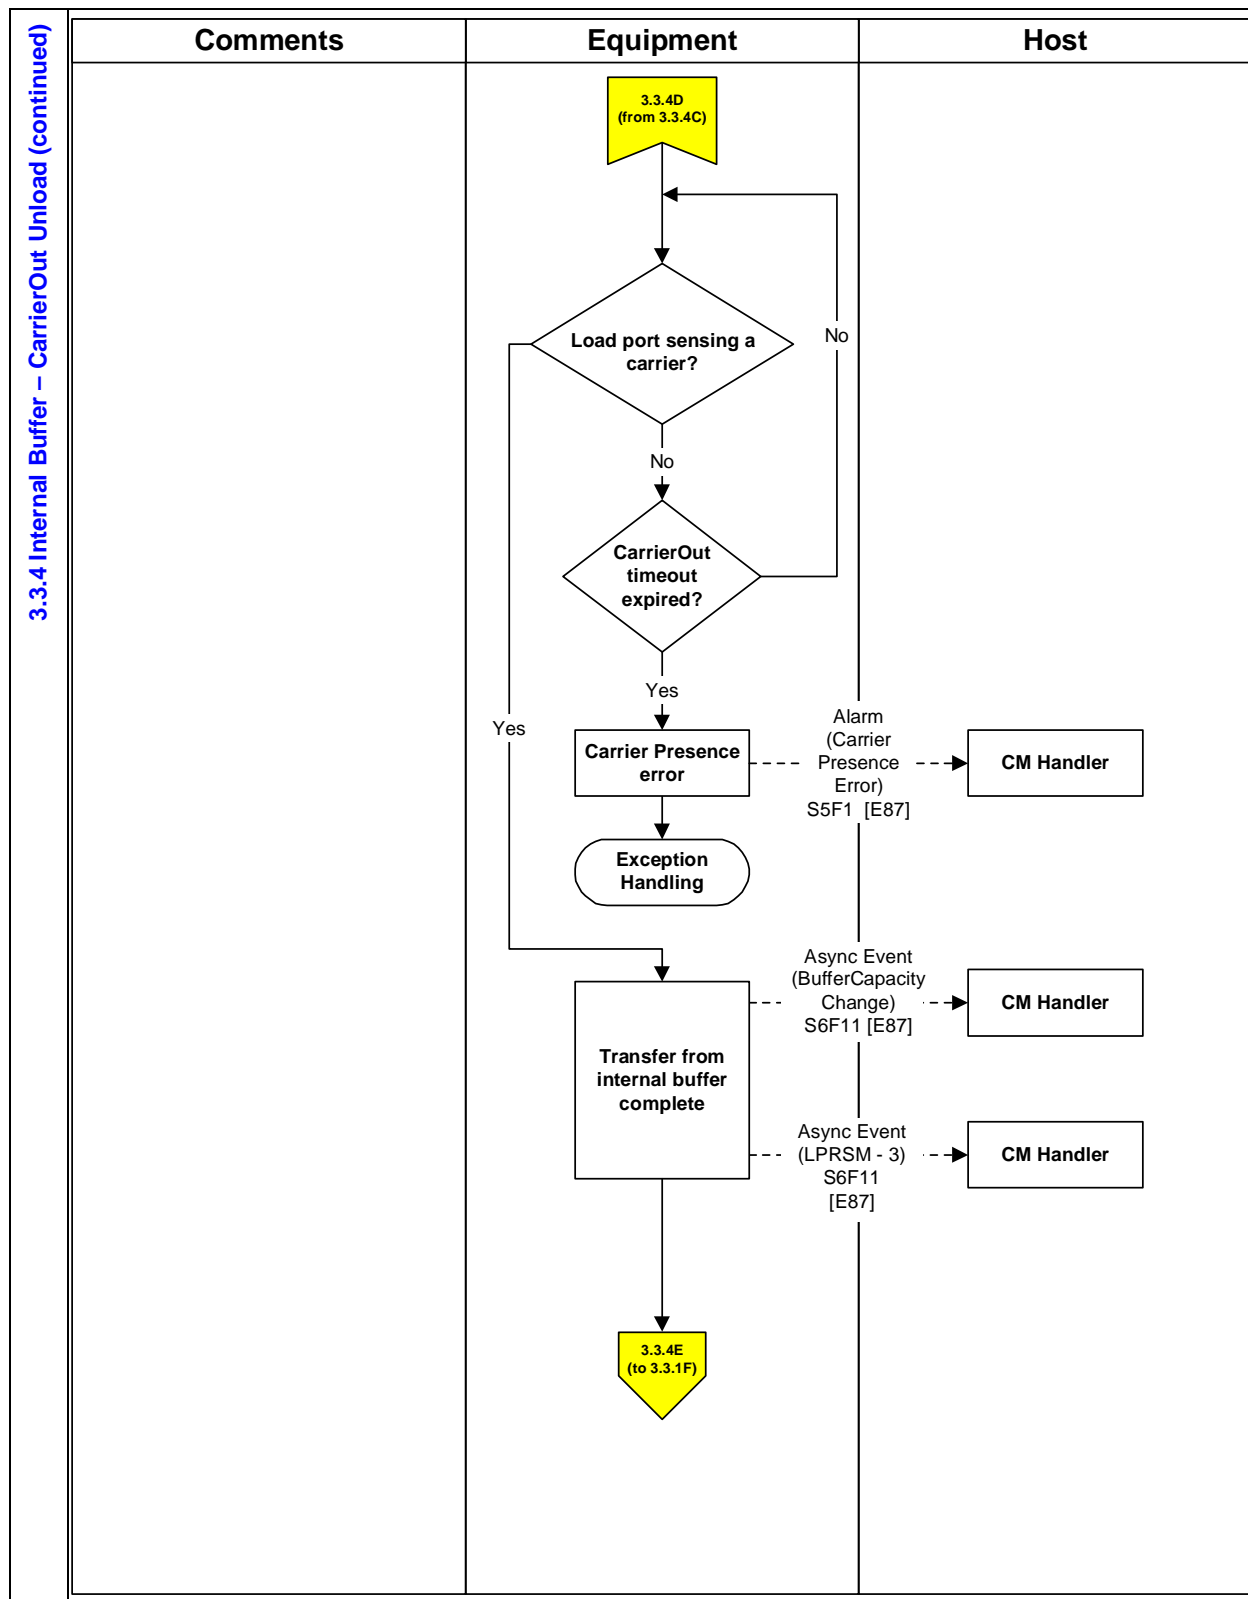 3.3.4 Internal Buffer – CarrierOut Unload (continued)
Comments
Equipment
Host
3.3.4D
(from 3.3.4C)
Load port sensing a
carrier?
No
No
CarrierOut
timeout
expired?
Yes
Yes
Carrier Presence
error
Alarm
(Carrier
Presence
Error)
S5F1 [E87]
CM Handler
Exception
Handling
Async Event
(BufferCapacity
Change)
S6F11 [E87]
CM Handler
Transfer from
internal buffer
complete
Async Event
(LPRSM - 3)
S6F11
[E87]
CM Handler
3.3.4E
(to 3.3.1F)